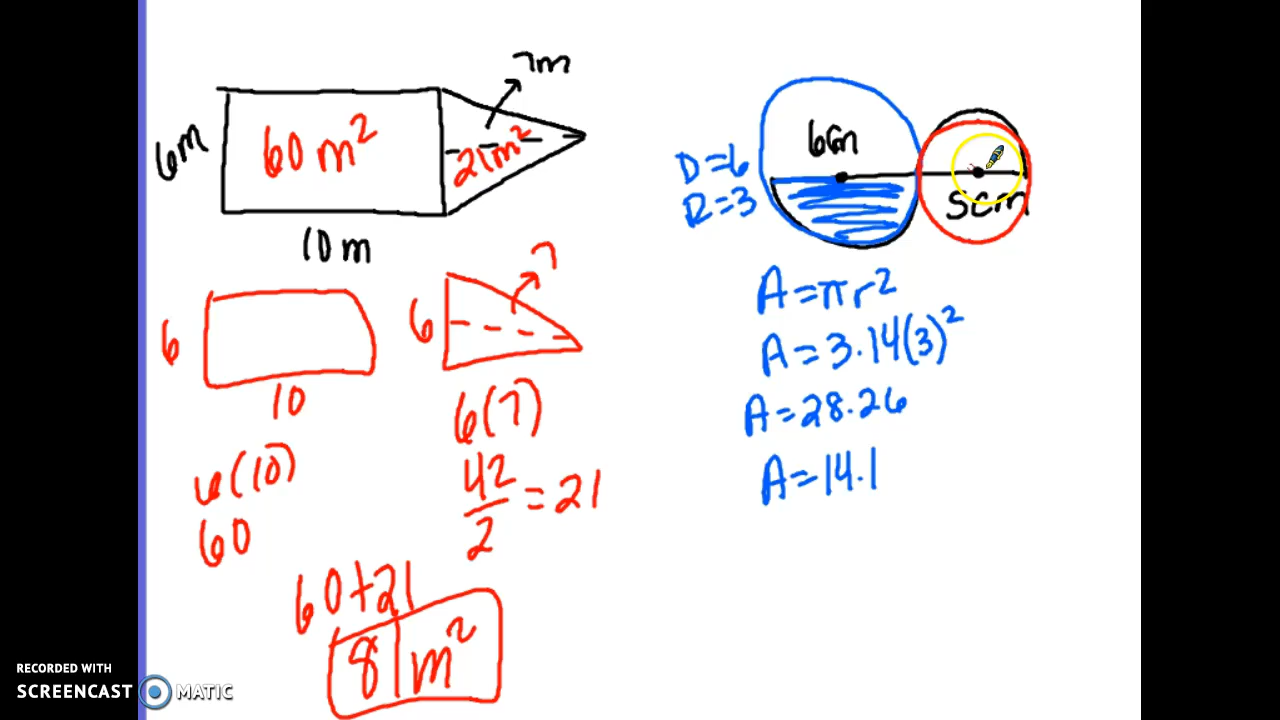 7m
6m
60 m²
21m²
10 m
6
10
6(10)
60
6
7
6(7)
42/2 = 21
60+21
81 m²
6cm
5cm
D=6
R=3
A=πr²
A=3.14(3)²
A=28.26
A=14.1
RECORDED WITH
SCREENCAST MATIC